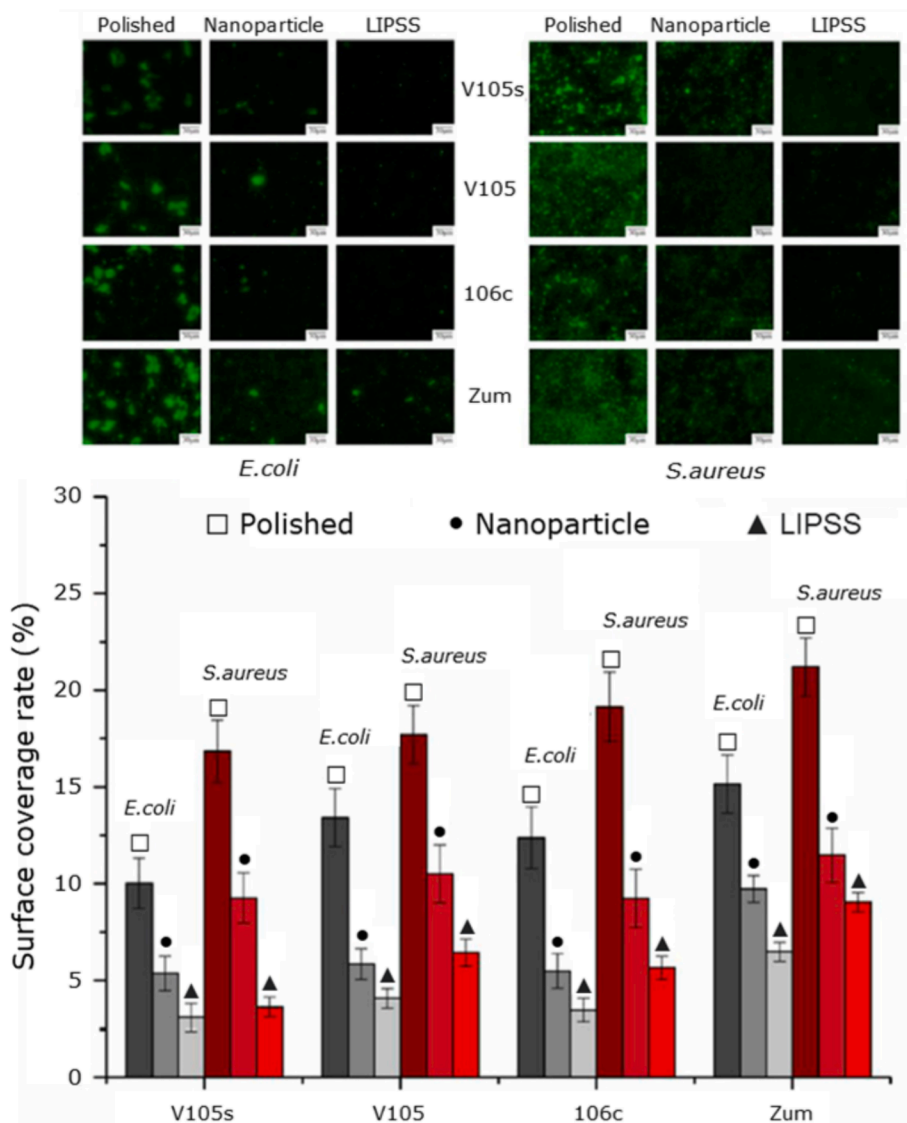 Polished Nanoparticle LIPSS Polished Nanoparticle LIPSS
V105s
V105
106c
Zum
E.coli S.aureus
30
25
20
15
10
5
0
Surface coverage rate (%)
Polished Nanoparticle LIPSS
E.coli
S.aureus
E.coli
S.aureus
E.coli
S.aureus
E.coli
S.aureus
V105s V105 106c Zum